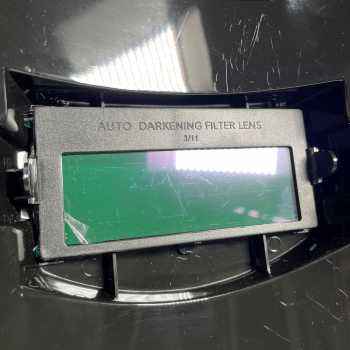 AUTO DARKENING FILTER LENS
3/11